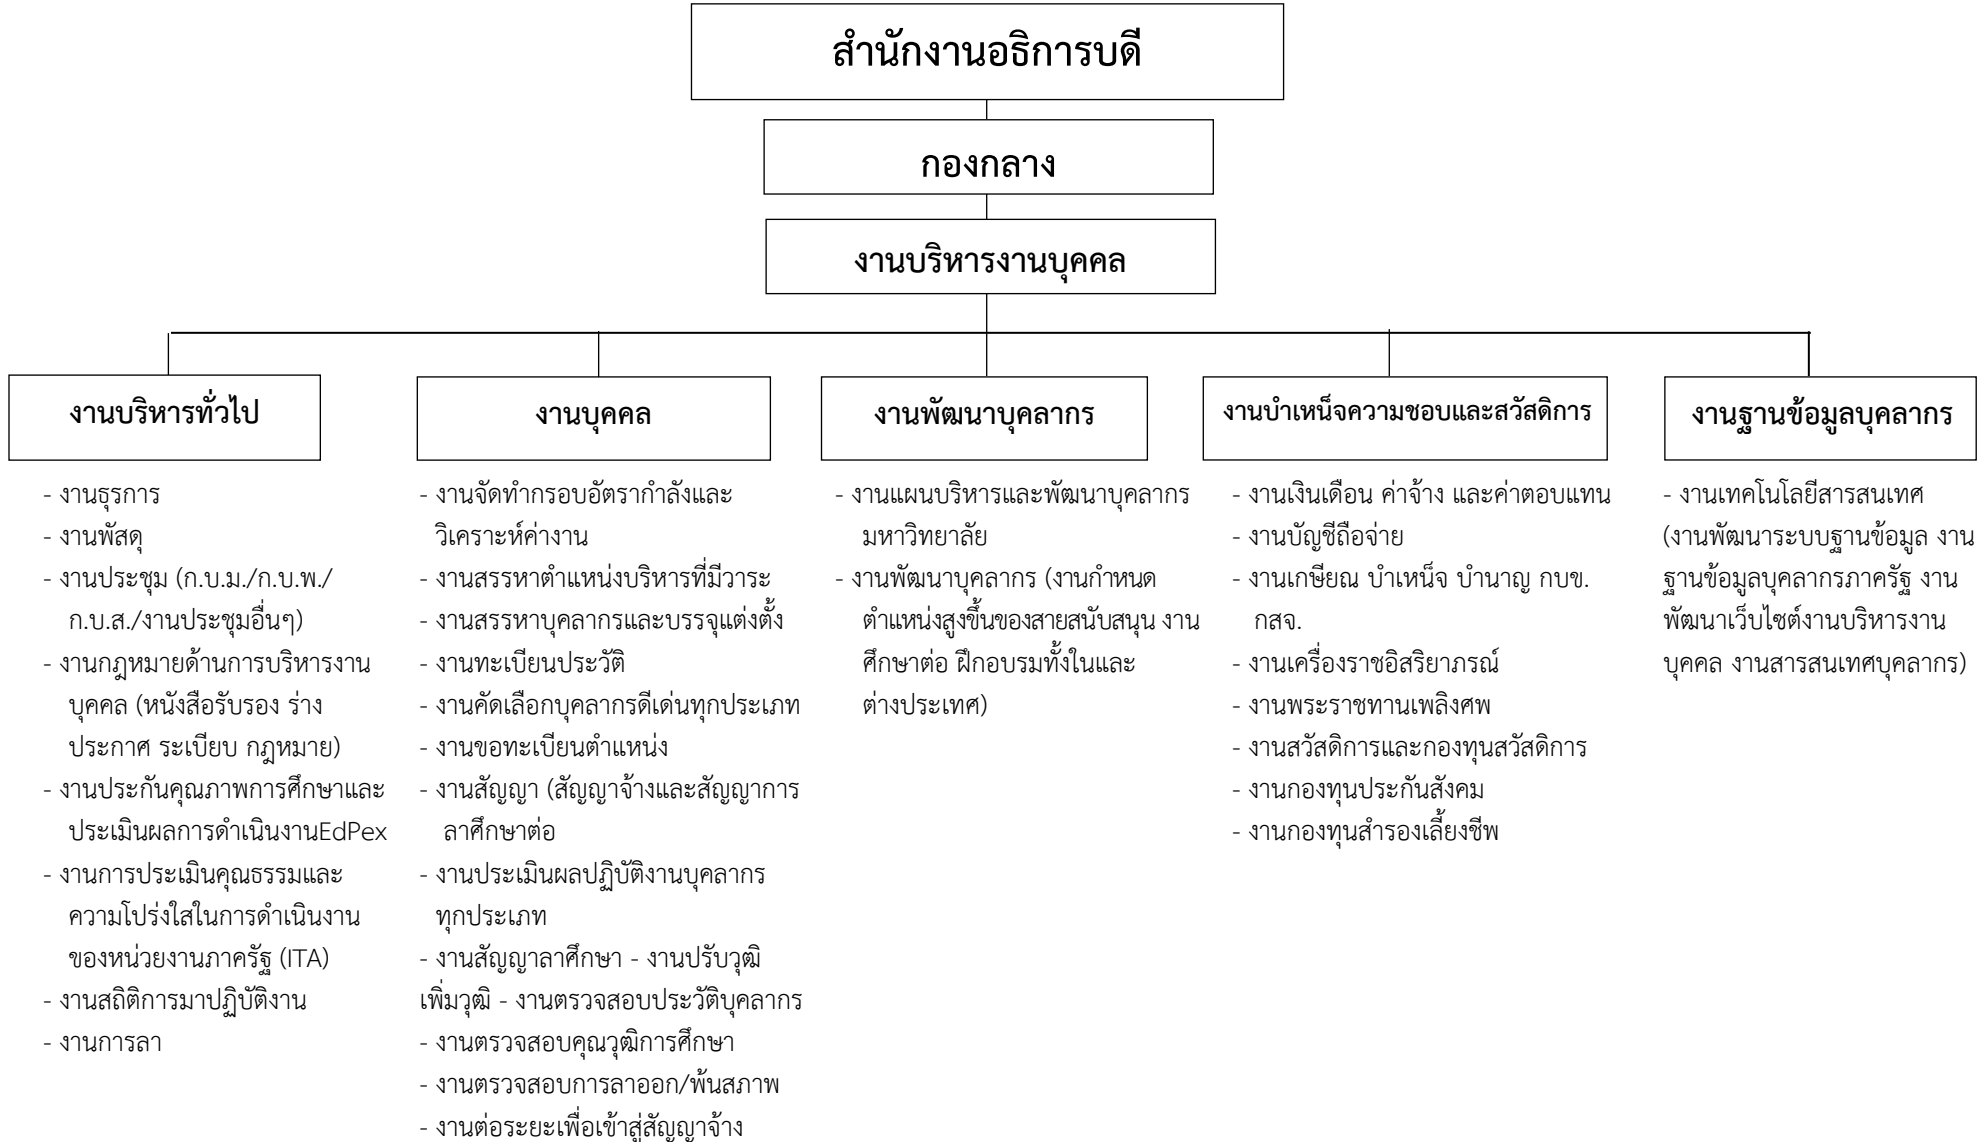 สำนักงานอธิการบดี
กองกลาง
งานบริหารงานบุคคล
งานบริหารทั่วไป
- งานธุรการ
- งานพัสดุ
- งานประชุม (ก.บ.ม./ก.บ.พ./
ก.บ.ส./งานประชุมอื่นๆ)
- งานกฎหมายด้านการบริหารงาน
บุคคล (หนังสือรับรอง ร่าง
ประกาศ ระเบียบ กฎหมาย)
- งานประกันคุณภาพการศึกษาและ
ประเมินผลการดำเนินงานEdPex
- งานการประเมินคุณธรรมและ
ความโปร่งใสในการดำเนินงาน
ของหน่วยงานภาครัฐ (ITA)
- งานสถิติการมาปฏิบัติงาน
- งานการลา
งานบุคคล
- งานจัดทำกรอบอัตรากำลังและ
วิเคราะห์ค่างาน
- งานสรรหาตำแหน่งบริหารที่มีวาระ
- งานสรรหาบุคลากรและบรรจุแต่งตั้ง
- งานทะเบียนประวัติ
- งานคัดเลือกบุคลากรดีเด่นทุกประเภท
- งานขอทะเบียนตำแหน่ง
- งานสัญญา (สัญญาจ้างและสัญญาการ
ลาศึกษาต่อ
- งานประเมินผลปฏิบัติงานบุคลากร
ทุกประเภท
- งานสัญญาลาศึกษา - งานปรับวุฒิ
เพิ่มวุฒิ - งานตรวจสอบประวัติบุคลากร
- งานตรวจสอบคุณวุฒิการศึกษา
- งานตรวจสอบการลาออก/พ้นสภาพ
- งานต่อระยะเพื่อเข้าสู่สัญญาจ้าง
งานพัฒนาบุคลากร
- งานแผนบริหารและพัฒนาบุคลากร
มหาวิทยาลัย
- งานพัฒนาบุคลากร (งานกำหนด
ตำแหน่งสูงขึ้นของสายสนับสนุน งาน
ศึกษาต่อ ฝึกอบรมทั้งในและ
ต่างประเทศ)
งานบำเหน็จความชอบและสวัสดิการ
- งานเงินเดือน ค่าจ้าง และค่าตอบแทน
- งานบัญชีถือจ่าย
- งานเกษียณ บำเหน็จ บำนาญ กบข.
กสจ.
- งานเครื่องราชอิสริยาภรณ์
- งานพระราชทานเพลิงศพ
- งานสวัสดิการและกองทุนสวัสดิการ
- งานกองทุนประกันสังคม
- งานกองทุนสำรองเลี้ยงชีพ
งานฐานข้อมูลบุคลากร
- งานเทคโนโลยีสารสนเทศ
(งานพัฒนาระบบฐานข้อมูล งาน
ฐานข้อมูลบุคลากรภาครัฐ งาน
พัฒนาเว็บไซต์งานบริหารงาน
บุคคล งานสารสนเทศบุคลากร)